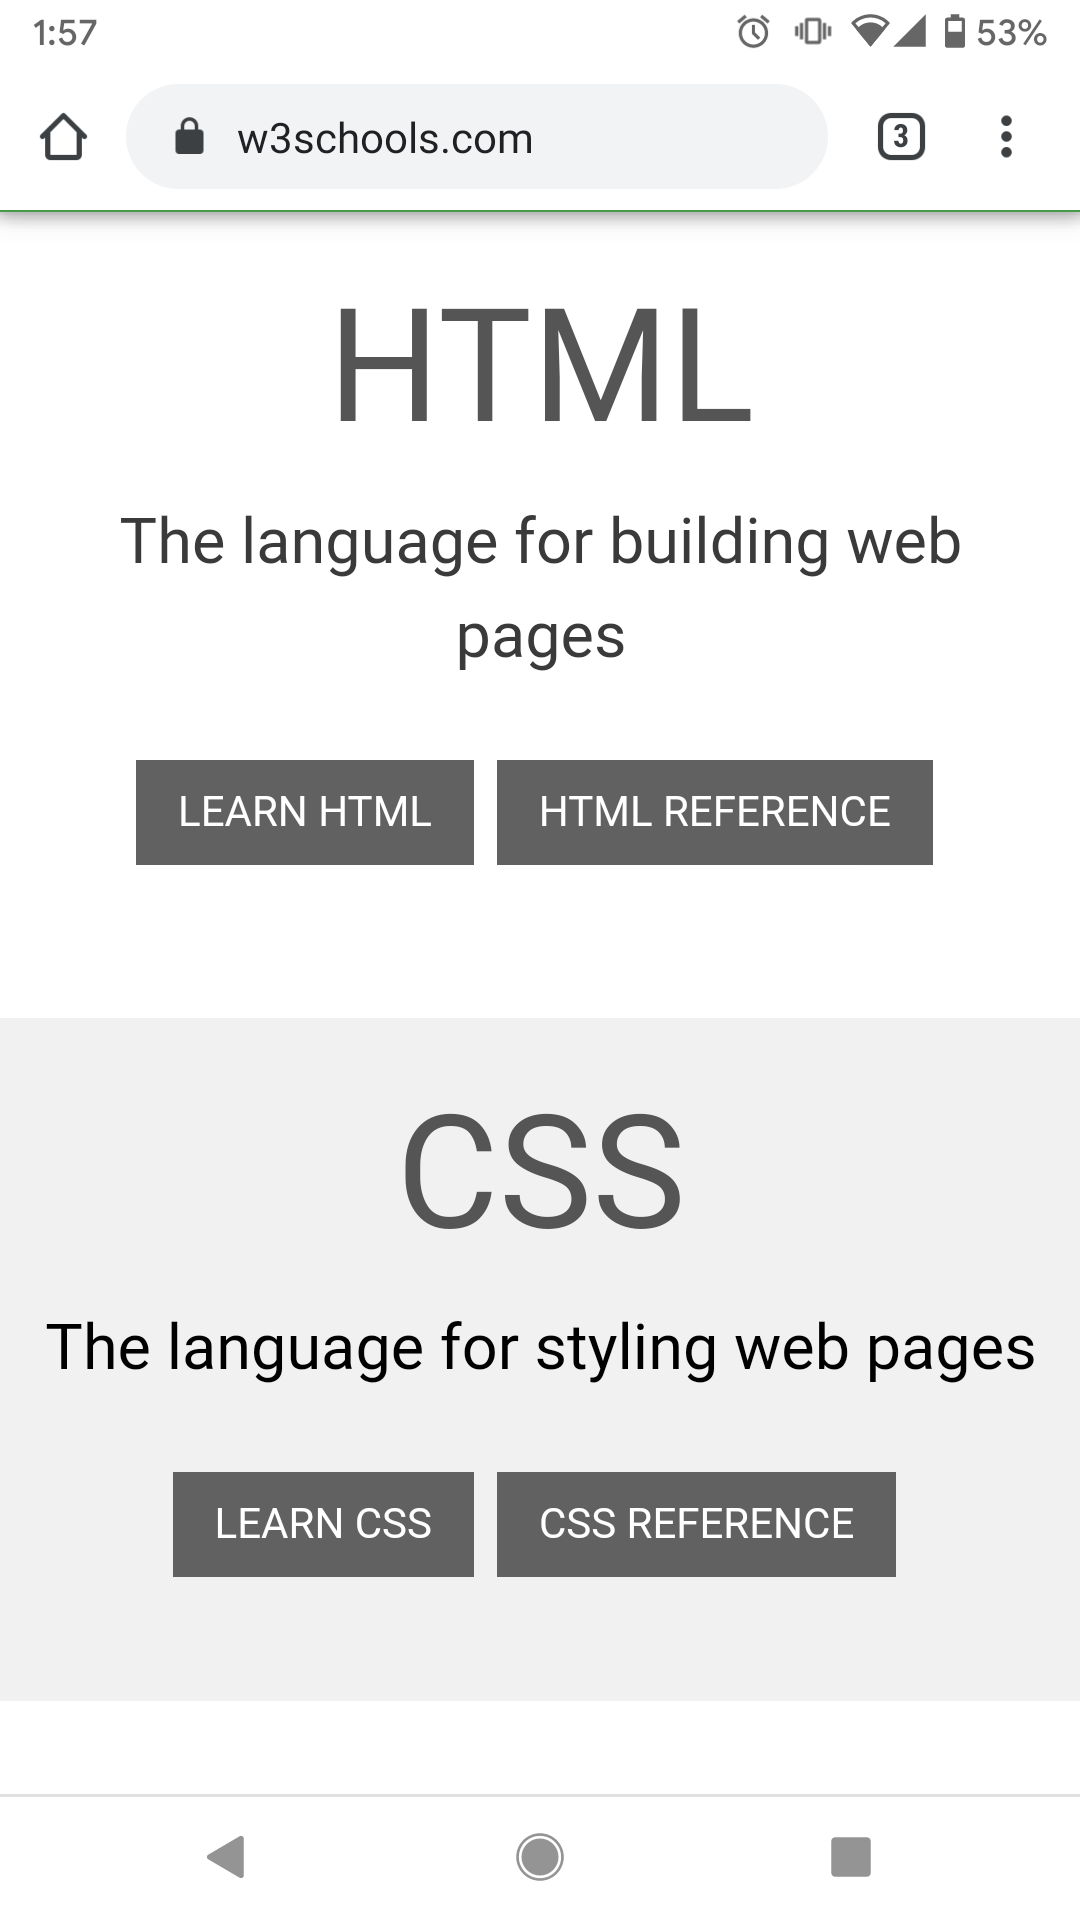 1:57 53%
w3schools.com 3
HTML
The language for building web
pages
LEARN HTML HTML REFERENCE
CSS
The language for styling web pages
LEARN CSS CSS REFERENCE